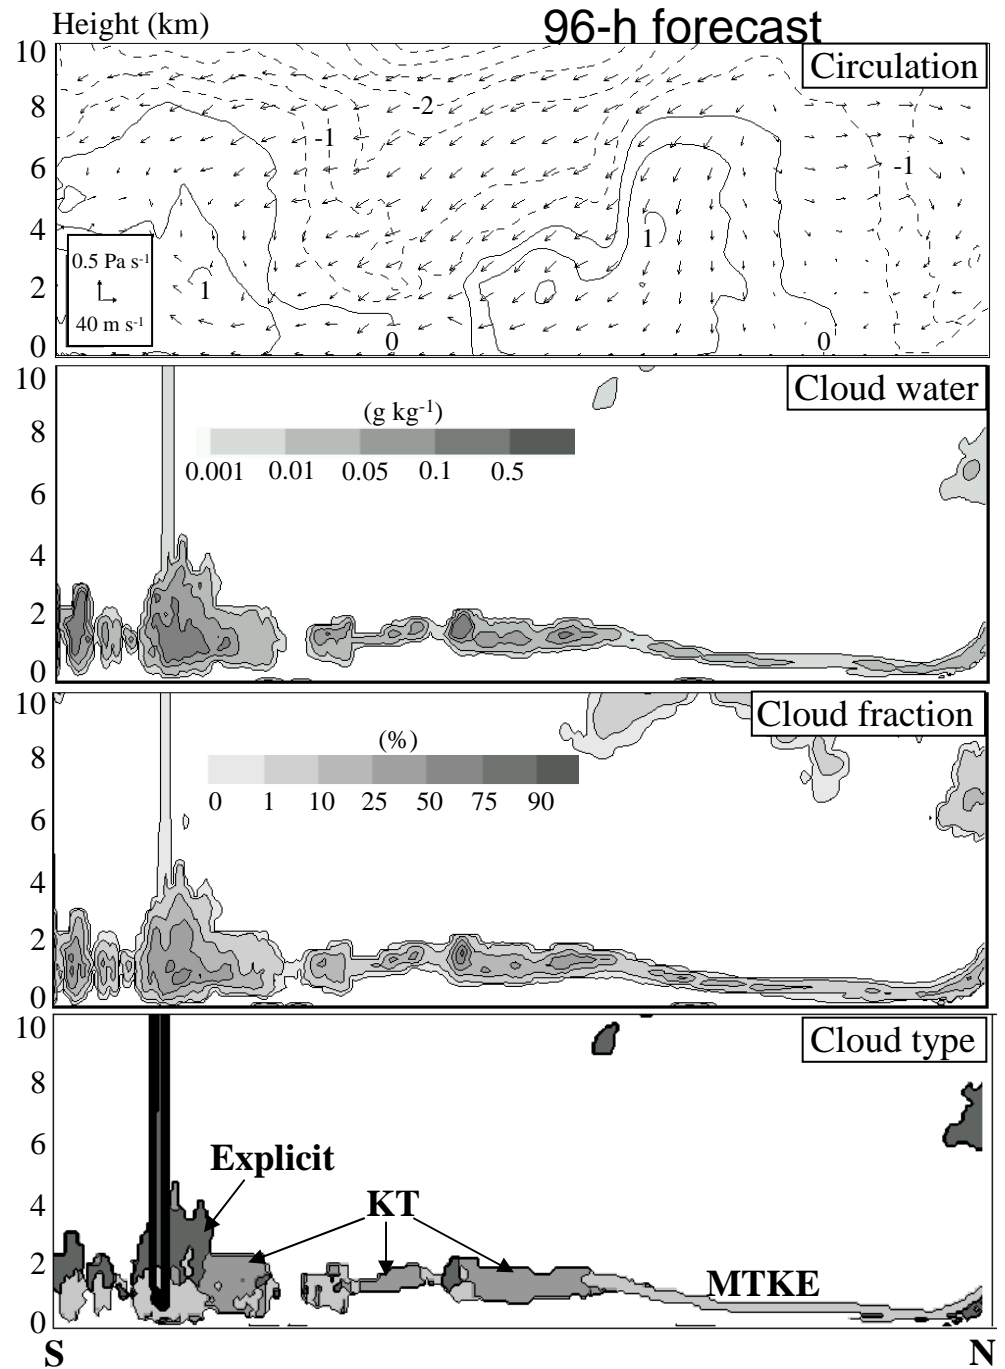 Height (km)
96-h forecast
Circulation
10
8
6
4
2
0
-2
-1
-1
1
1
0
0
0.5 Pa s-1
40 m s-1
Cloud water
10
8
6
4
2
0
(g kg-1)
0.001 0.01 0.05 0.1 0.5
Cloud fraction
10
8
6
4
2
0
(%)
0 1 10 25 50 75 90
Cloud type
10
8
6
4
2
0
Explicit
KT
MTKE
S N